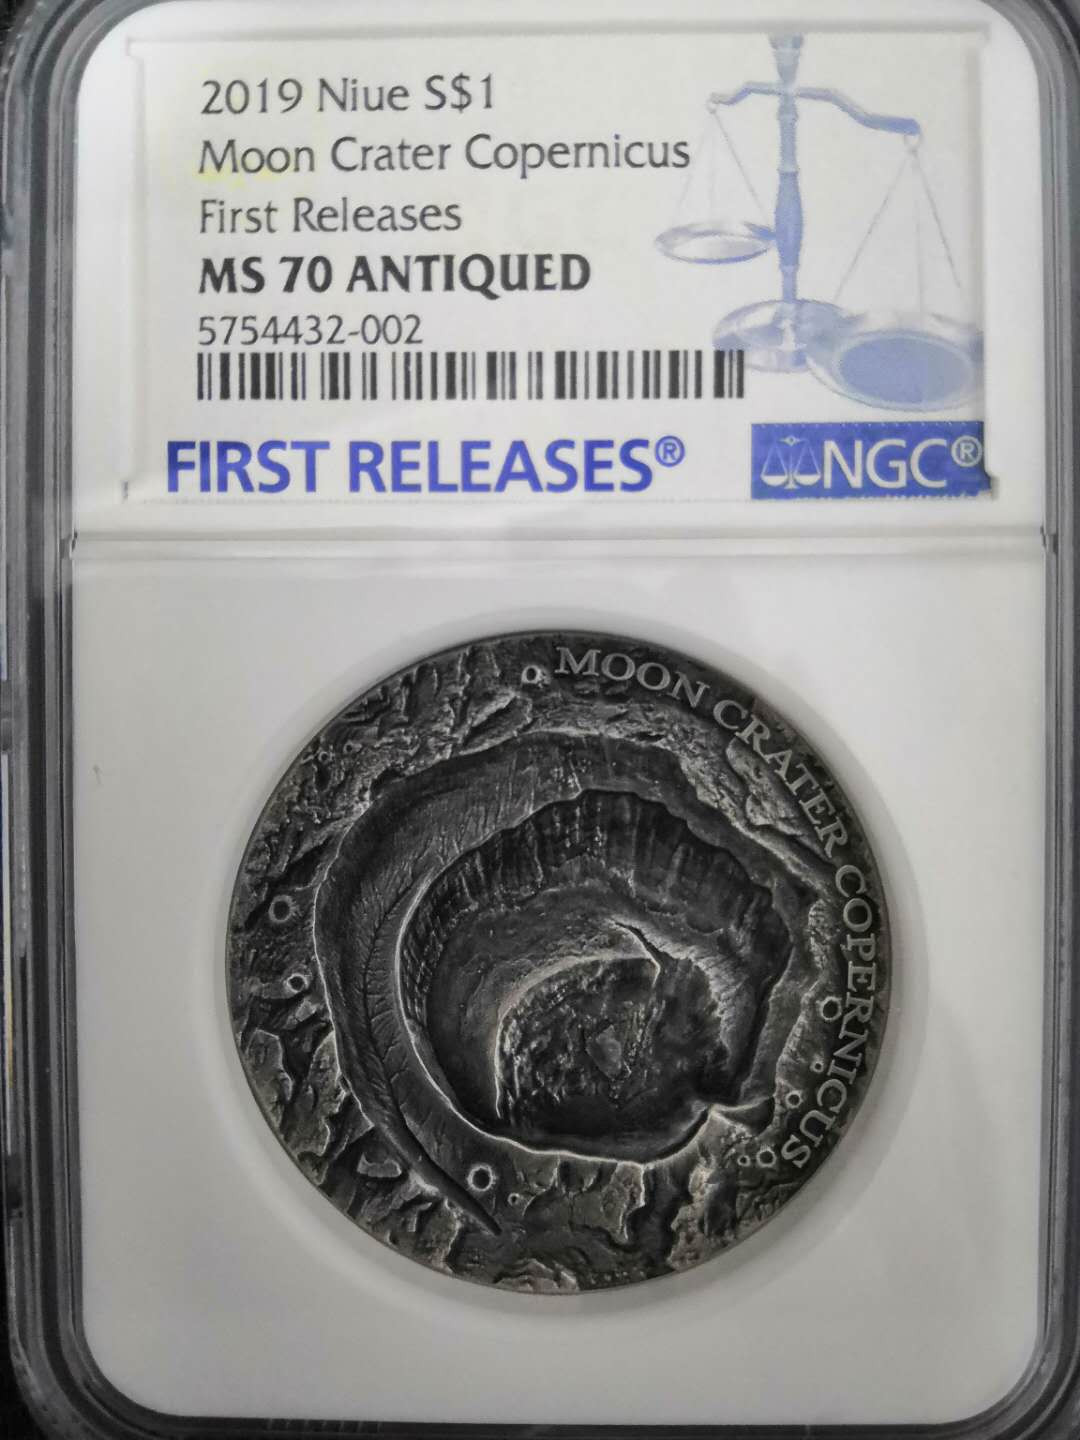 2019 Niue S$1
Moon Crater Copernicus
First Releases
MS 70 ANTIQUED
5754432-002
FIRST RELEASES®
NGC®
MOON CRATER COPERNICUS